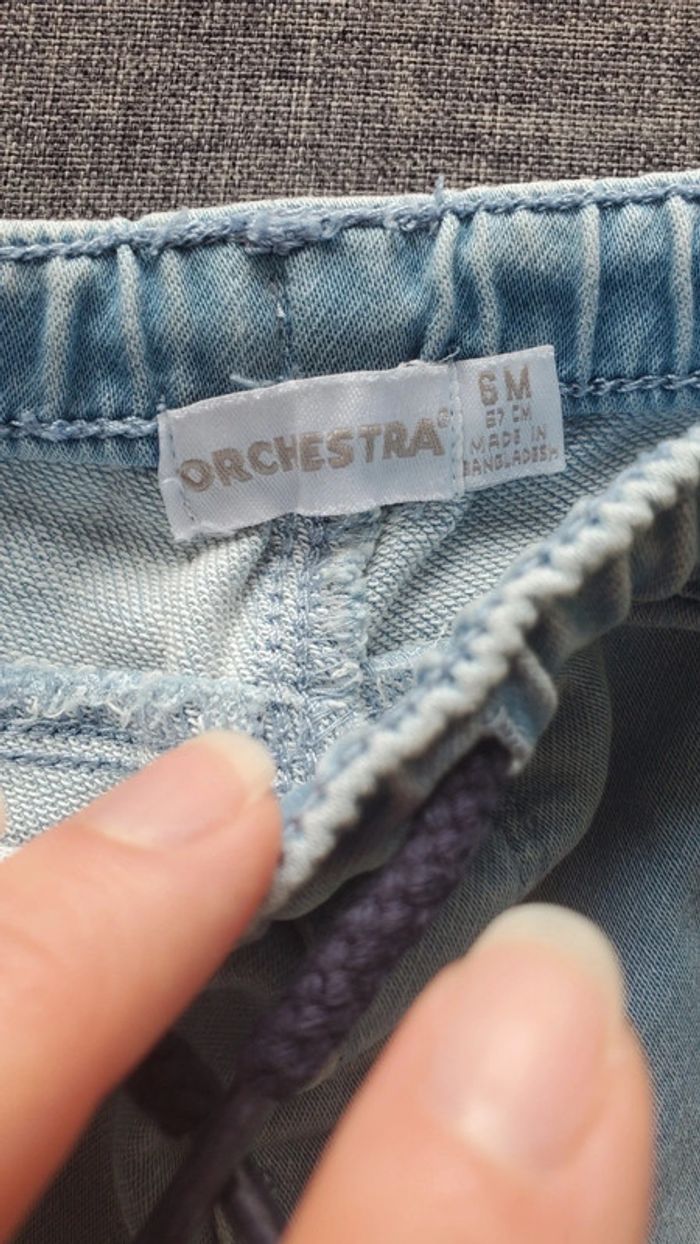 ORCHESTRA®
6 M
67 CM
MADE IN
BANGLADESH